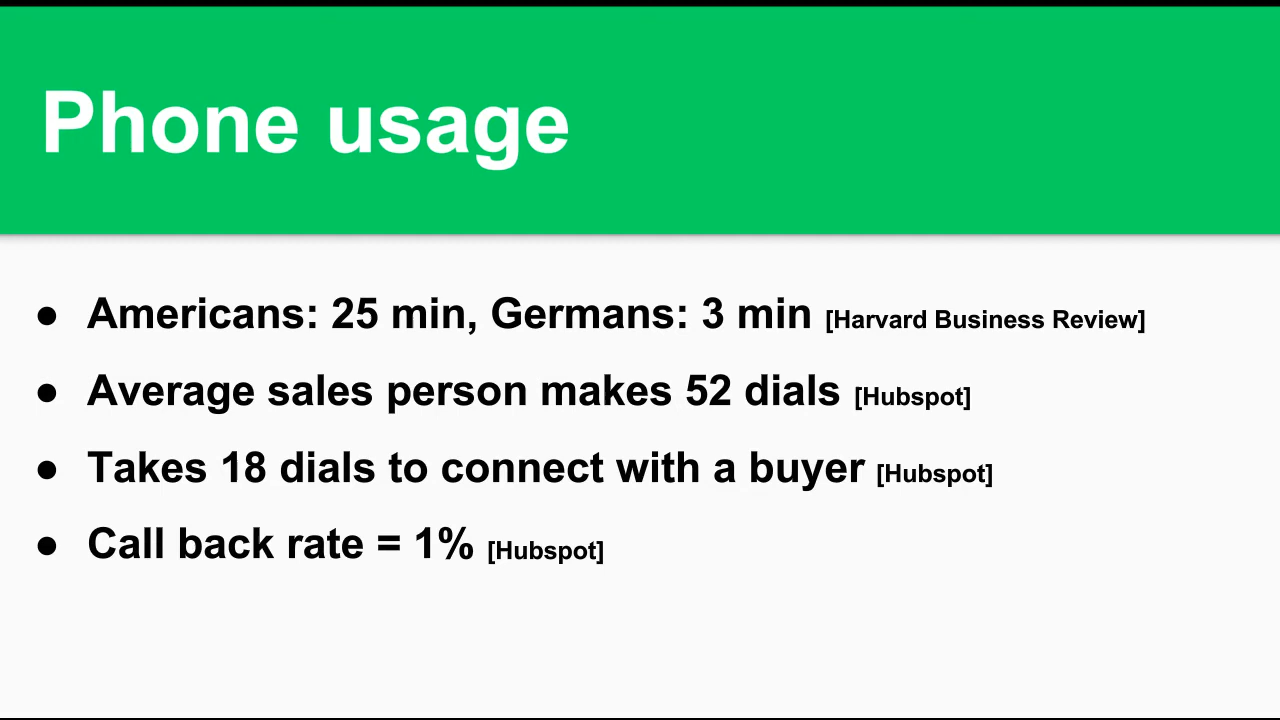 Phone usage
● Americans: 25 min, Germans: 3 min [Harvard Business Review]
● Average sales person makes 52 dials [Hubspot]
● Takes 18 dials to connect with a buyer [Hubspot]
● Call back rate = 1% [Hubspot]